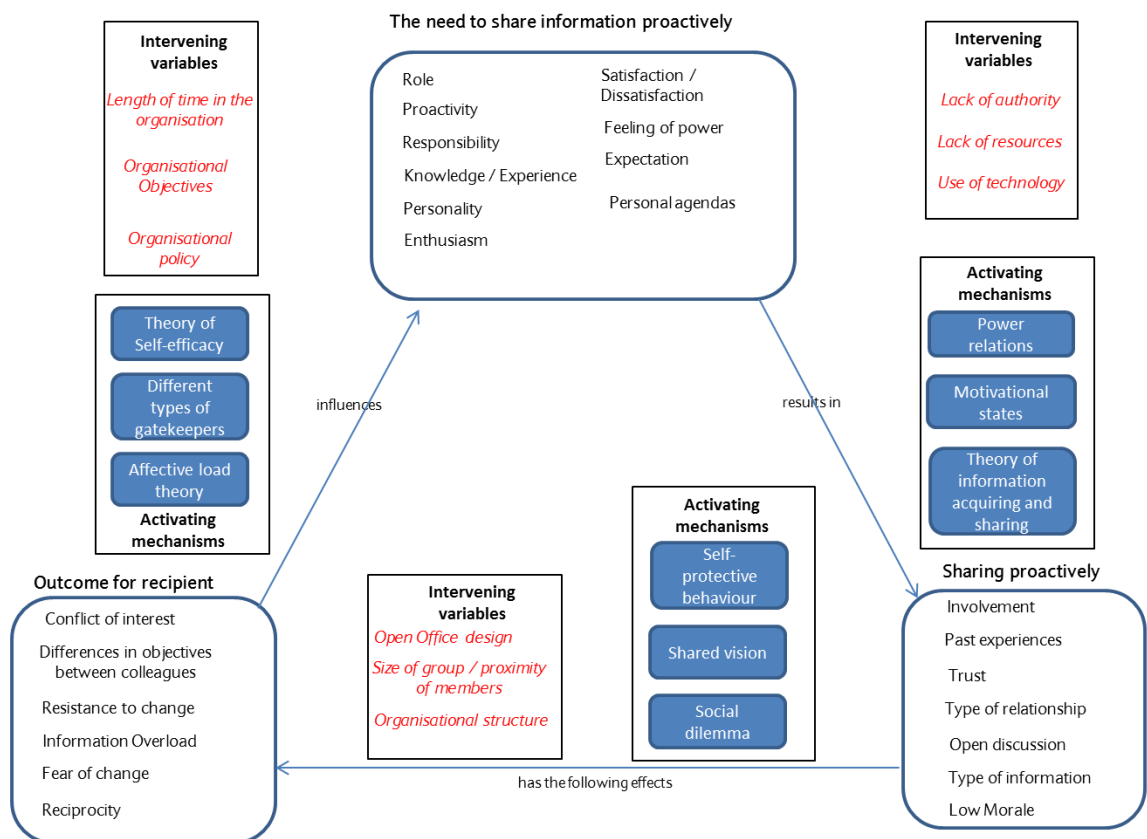 The need to share information proactively
Intervening
variables
Length of time in the
organisation
Organisational
Objectives
Organisational
policy
Role
Proactivity
Responsibility
Knowledge / Experience
Personality
Enthusiasm
Satisfaction /
Dissatisfaction
Feeling of power
Expectation
Personal agendas
Intervening
variables
Lack of authority
Lack of resources
Use of technology
Theory of
Self-efficacy
Different
types of
gatekeepers
Affective load
theory
Activating
mechanisms
influences
results in
Activating
mechanisms
Power
relations
Motivational
states
Theory of
information
acquiring and
sharing
Outcome for recipient
Conflict of interest
Differences in objectives
between colleagues
Resistance to change
Information Overload
Fear of change
Reciprocity
Intervening
variables
Open Office design
Size of group / proximity
of members
Organisational structure
Activating
mechanisms
Self-
protective
behaviour
Shared vision
Social
dilemma
has the following effects
Sharing proactively
Involvement
Past experiences
Trust
Type of relationship
Open discussion
Type of information
Low Morale